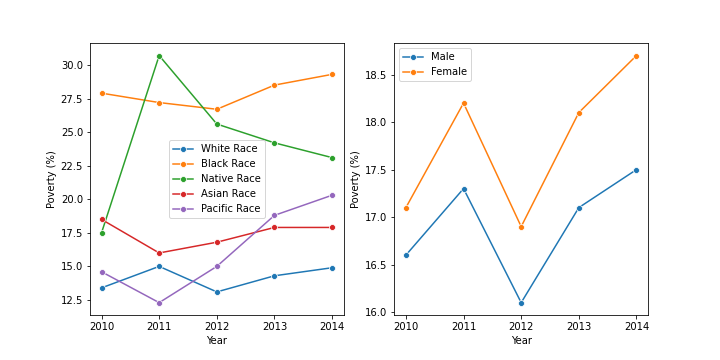 30.0
27.5
25.0
22.5
20.0
17.5
15.0
12.5
Poverty (%)
White Race
Black Race
Native Race
Asian Race
Pacific Race
2010 2011 2012 2013 2014
Year
18.5
18.0
17.5
17.0
16.5
16.0
Poverty (%)
Male
Female
2010 2011 2012 2013 2014
Year